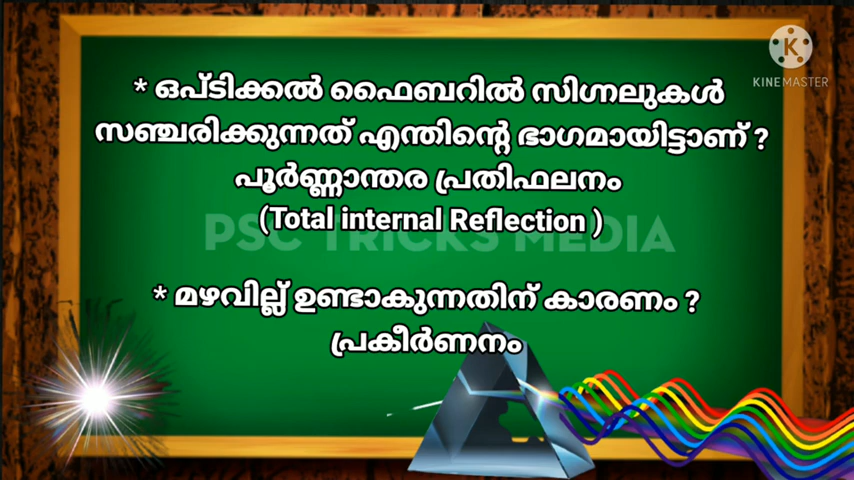 * ഒപ്ടിക്കൽ ഫൈബറിൽ സിഗ്നലുകൾ
സഞ്ചരിക്കുന്നത് എന്തിന്റെ ഭാഗമായിട്ടാണ് ?
പൂർണ്ണാന്തര പ്രതിഫലനം
(Total internal Reflection )
PSC TRICKS MEDIA
* മഴവില്ല് ഉണ്ടാകുന്നതിന് കാരണം ?
പ്രകീർണനം
K
KINEMASTER